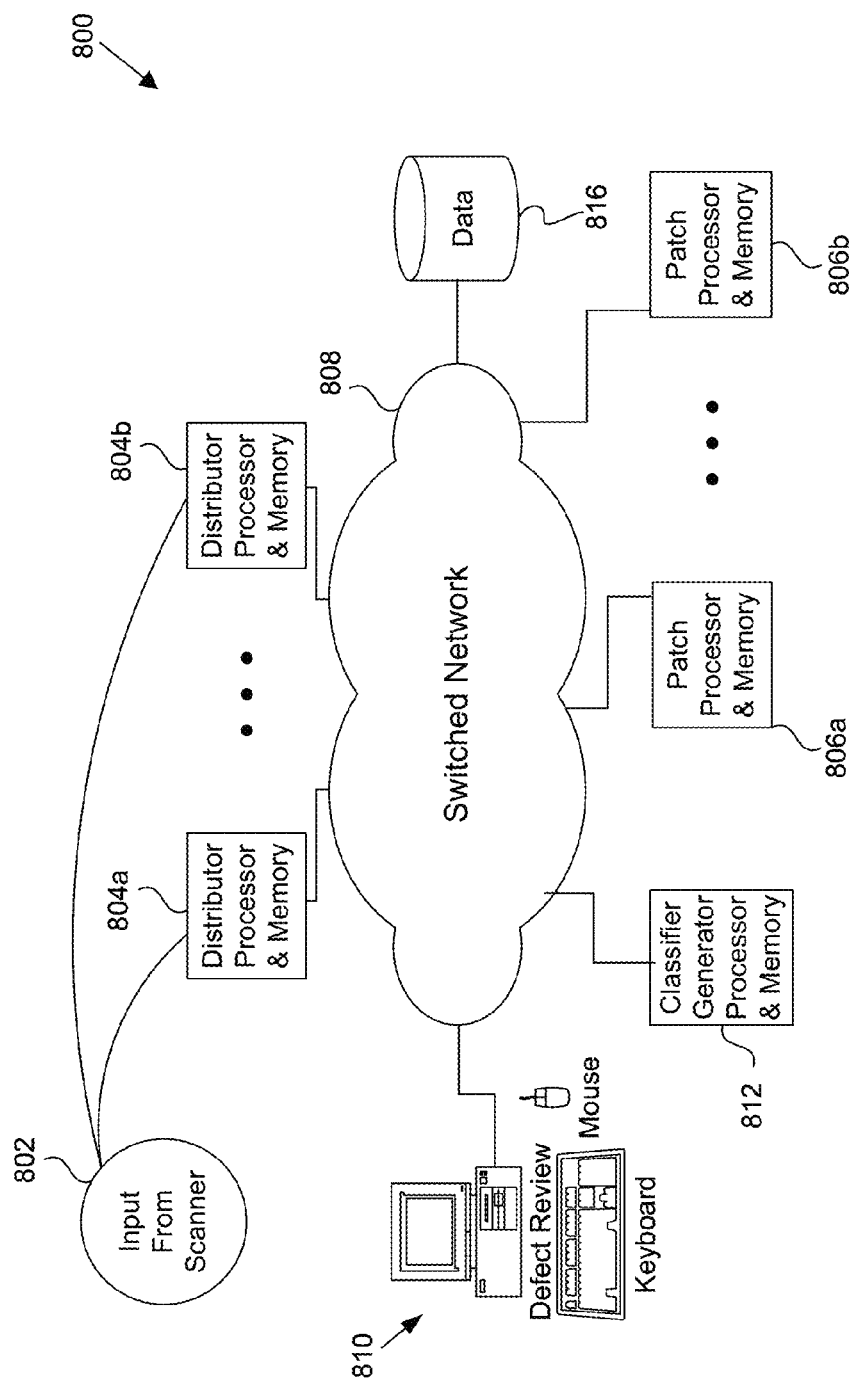 800
802
Input
From
Scanner
804a
Distributor
Processor
& Memory
804b
Distributor
Processor
& Memory
808
Switched Network
Data
816
810
Defect Review
Mouse
Keyboard
Classifier
Generator
Processor
& Memory
812
Patch
Processor
& Memory
806a
Patch
Processor
& Memory
806b